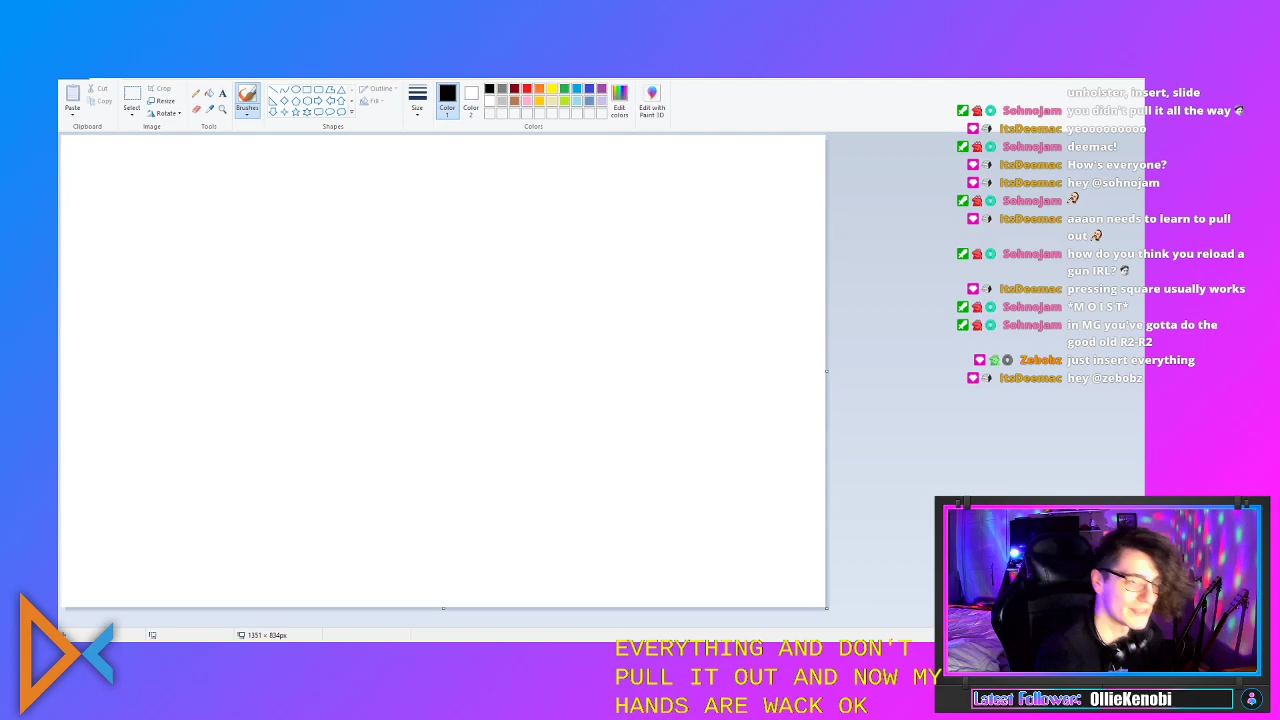 Paste
Cut
Copy
Clipboard
Select
Crop
Resize
Rotate
Image
Tools
Brushes
Outline
Fill
Shapes
Size
Color
1
Color
2
Edit
colors
Colors
Edit with
Paint 3D
unholster, insert, slide
Sohnojam you didn't pull it all the way
ItsDeemac yeooooooooo
Sohnojam deemac!
ItsDeemac How's everyone?
ItsDeemac hey @sohnojam
Sohnojam
ItsDeemac aaaon needs to learn to pull
out
Sohnojam how do you think you reload a
gun IRL?
ItsDeemac pressing square usually works
Sohnojam *M O I S T*
Sohnojam in MG you've gotta do the
good old R2-R2
Zebobz just insert everything
ItsDeemac hey @zebobz
1351 × 834px
EVERYTHING AND DON'T
PULL IT OUT AND NOW MY
HANDS ARE WACK OK
Latest Follower: OllieKenobi